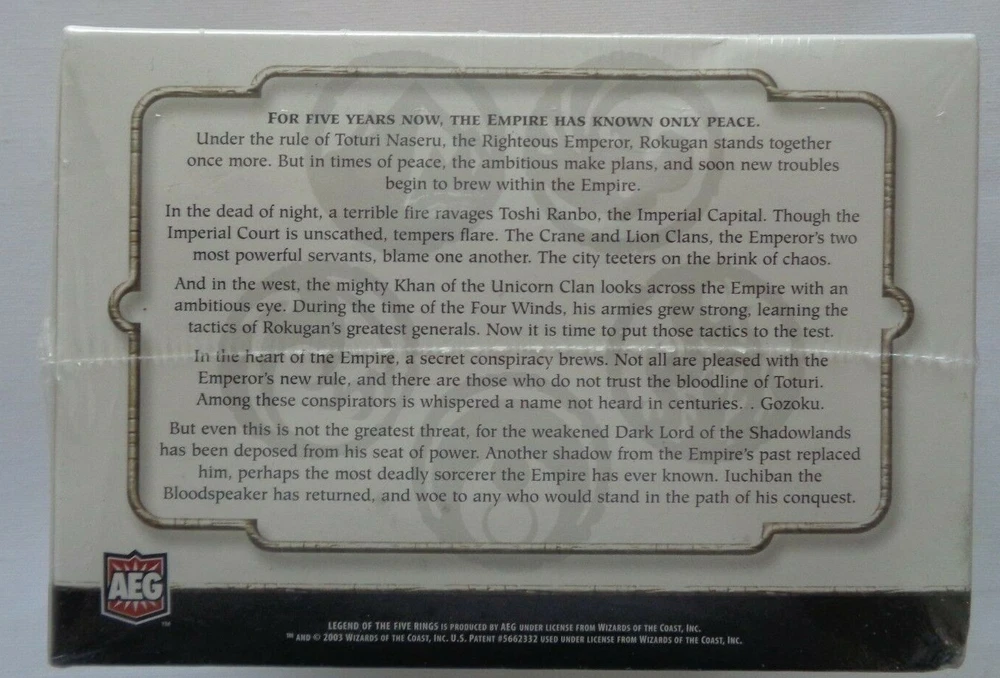 FOR FIVE YEARS NOW, THE EMPIRE HAS KNOWN ONLY PEACE.
Under the rule of Toturi Naseru, the Righteous Emperor, Rokugan stands together
once more. But in times of peace, the ambitious make plans, and soon new troubles
begin to brew within the Empire.
In the dead of night, a terrible fire ravages Toshi Ranbo, the Imperial Capital. Though the
Imperial Court is unscathed, tempers flare. The Crane and Lion Clans, the Emperor's two
most powerful servants, blame one another. The city teeters on the brink of chaos.
And in the west, the mighty Khan of the Unicorn Clan looks across the Empire with an
ambitious eye. During the time of the Four Winds, his armies grew strong, learning the
tactics of Rokugan's greatest generals. Now it is time to put those tactics to the test.
In the heart of the Empire, a secret conspiracy brews. Not all are pleased with the
Emperor's new rule, and there are those who do not trust the bloodline of Toturi.
Among these conspirators is whispered a name not heard in centuries. . . Gozoku.
But even this is not the greatest threat, for the weakened Dark Lord of the Shadowlands
has been deposed from his seat of power. Another shadow from the Empire's past replaced
him, perhaps the most deadly sorcerer the Empire has ever known. Iuchiban the
Bloodspeaker has returned, and woe to any who would stand in the path of his conquest.
AEG
™
LEGEND OF THE FIVE RINGS IS PRODUCED BY AEG UNDER LICENSE FROM WIZARDS OF THE COAST, INC.
™ AND © 2003 WIZARDS OF THE COAST, INC. U.S. PATENT #5662332 USED UNDER LICENSE FROM WIZARDS OF THE COAST, INC.